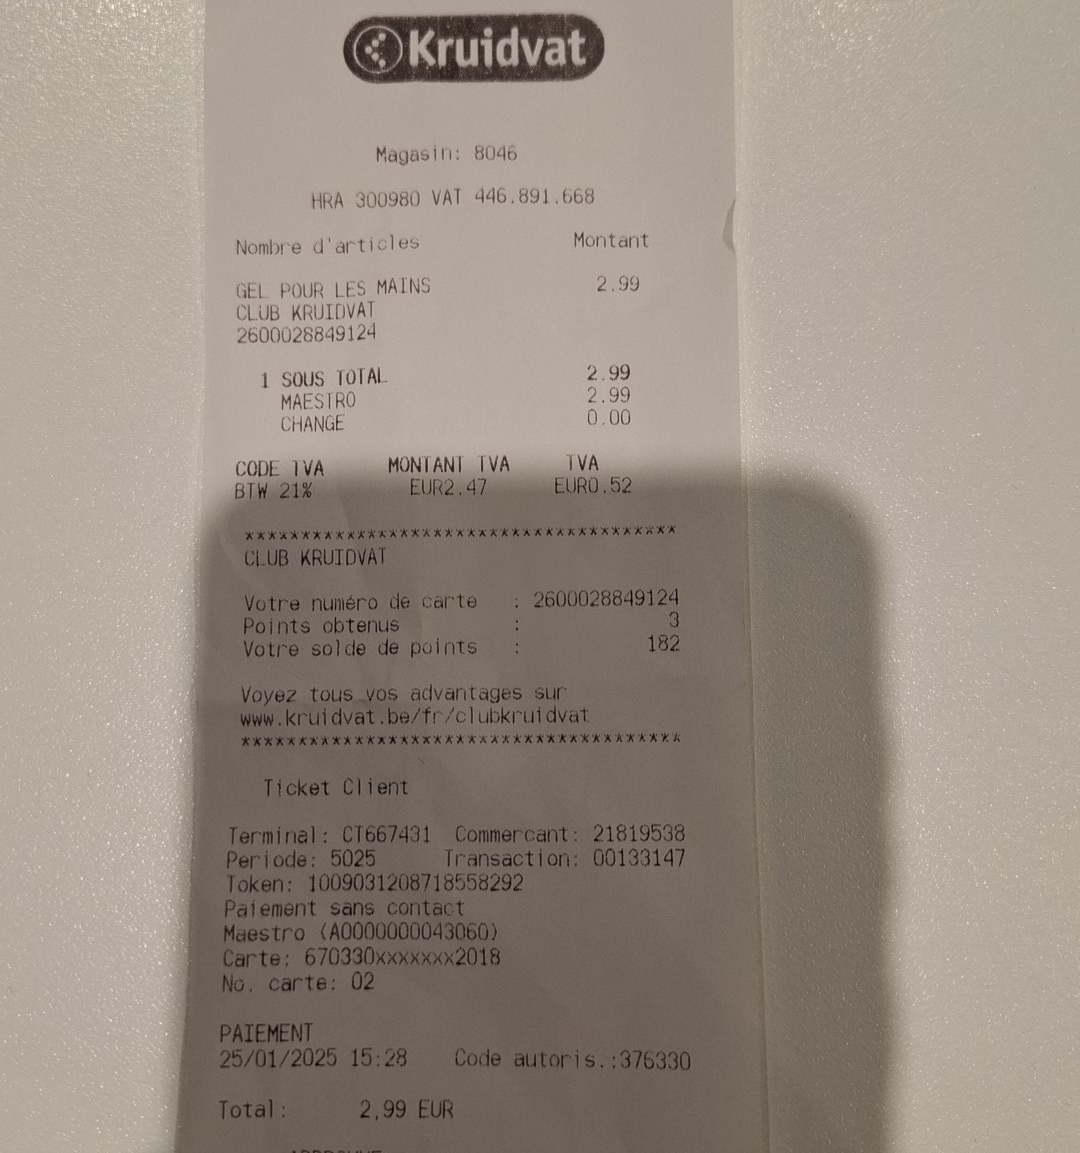 Kruidvat
Magasin: 8046
HRA 300980 VAT 446.891.668
Nombre d'articles Montant
GEL POUR LES MAINS 2.99
CLUB KRUIDVAT
2600028849124
1 SOUS TOTAL 2.99
MAESTRO 2.99
CHANGE 0.00
CODE TVA MONTANT TVA TVA
BTW 21% EUR2.47 EUR0.52
**************************************
CLUB KRUIDVAT
Votre numéro de carte : 2600028849124
Points obtenus : 3
Votre solde de points : 182
Voyez tous vos advantages sur
www.kruidvat.be/fr/clubkruidvat
**************************************
Ticket Client
Terminal: CT667431 Commercant: 21819538
Periode: 5025 Transaction: 00133147
Token: 1009031208718558292
Paiement sans contact
Maestro (A0000000043060)
Carte: 670330xxxxxxx2018
No. carte: 02
PAIEMENT
25/01/2025 15:28 Code autoris.:376330
Total: 2,99 EUR